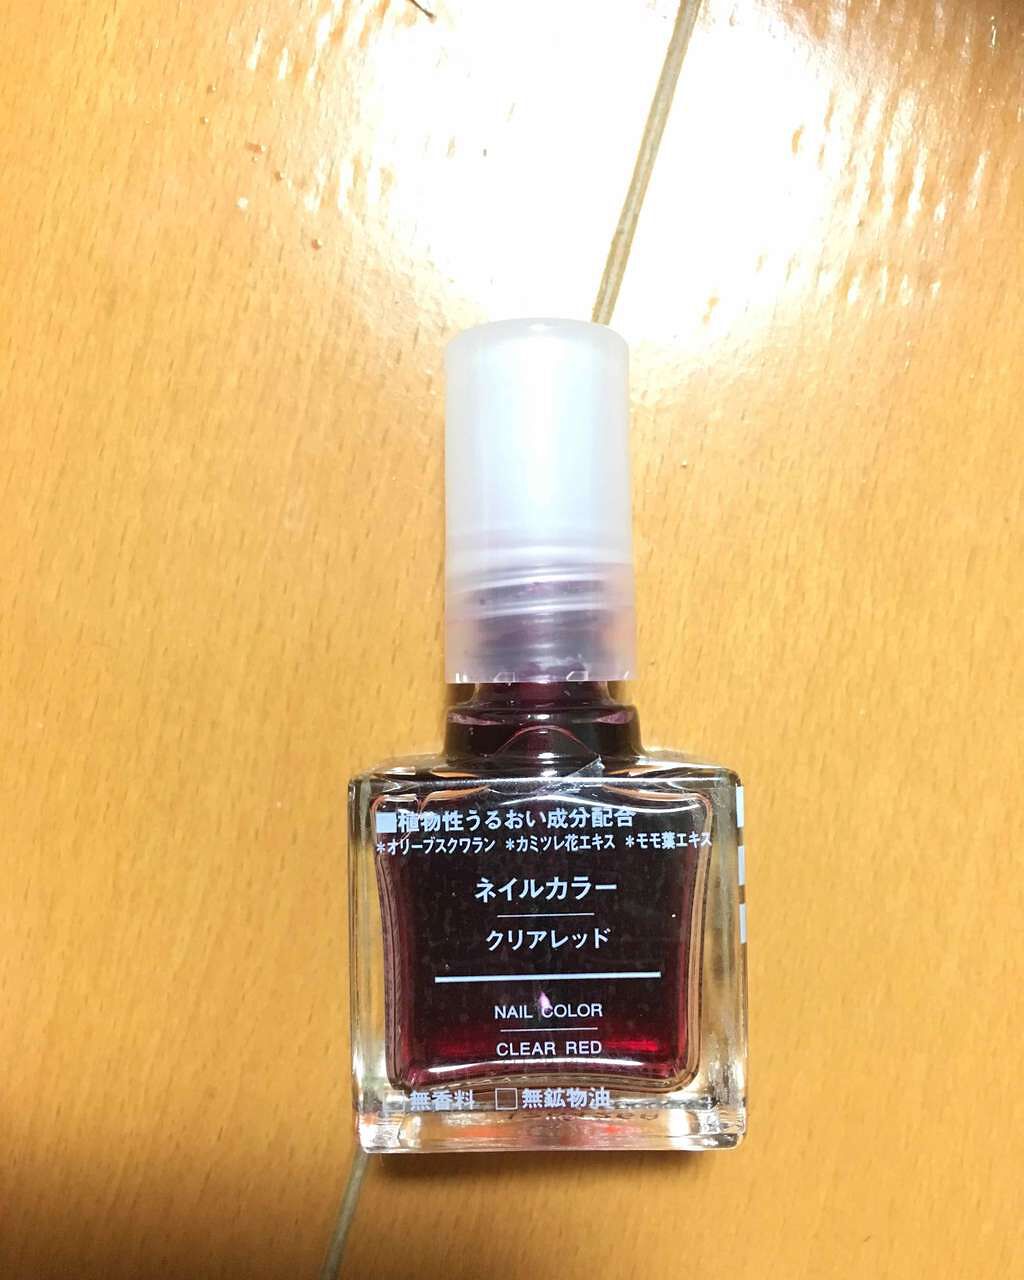 ■植物性うるおい成分配合
*オリーブスクワラン *カミツレ花エキス *モモ葉エキス
ネイルカラー
クリアレッド
NAIL COLOR
CLEAR RED
□無香料 □無鉱物油